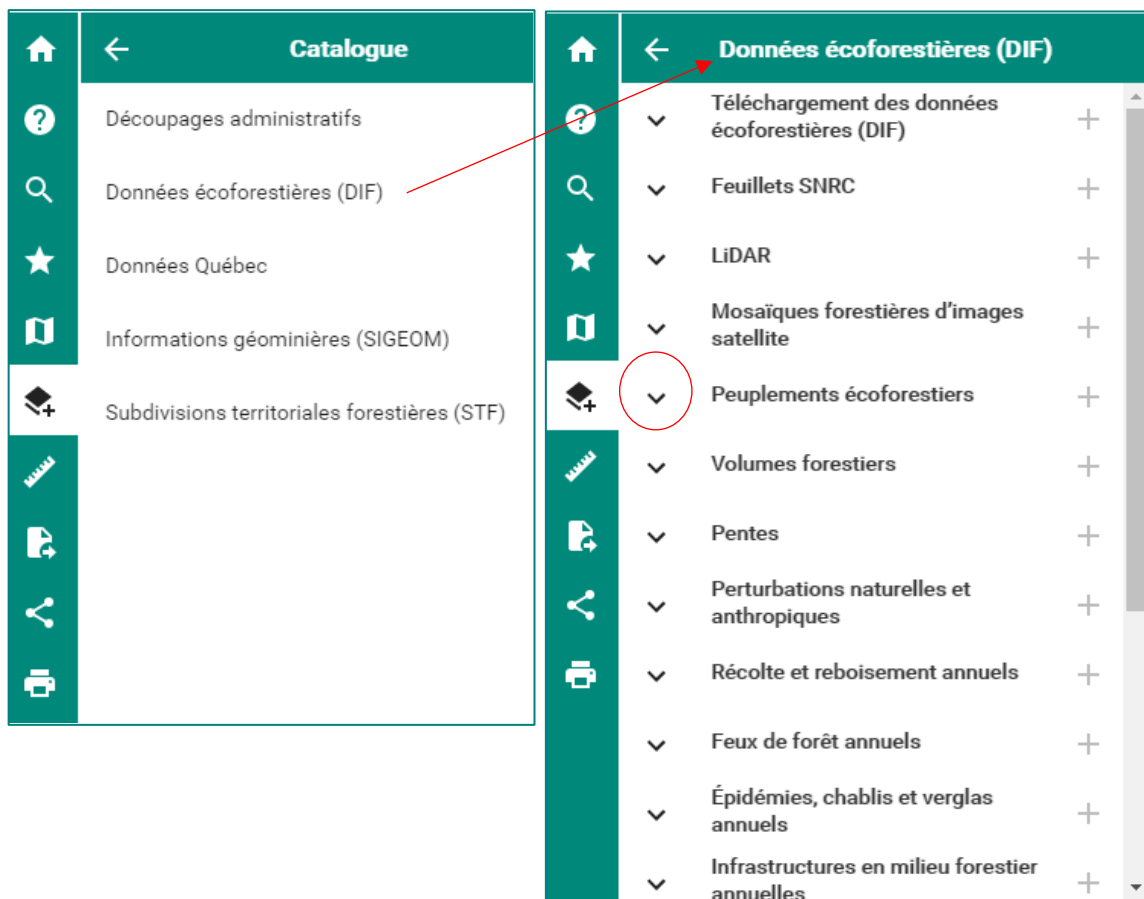 Catalogue
Découpages administratifs
Données écoforestières (DIF)
Données Québec
Informations géominières (SIGEOM)
Subdivisions territoriales forestières (STF)
Données écoforestières (DIF)
Téléchargement des données
écoforestières (DIF)
Feuillets SNRC
LiDAR
Mosaïques forestières d'images
satellite
Peuplements écoforestiers
Volumes forestiers
Pentes
Perturbations naturelles et
anthropiques
Récolte et reboisement annuels
Feux de forêt annuels
Épidémies, chablis et verglas
annuels
Infrastructures en milieu forestier
annuelles